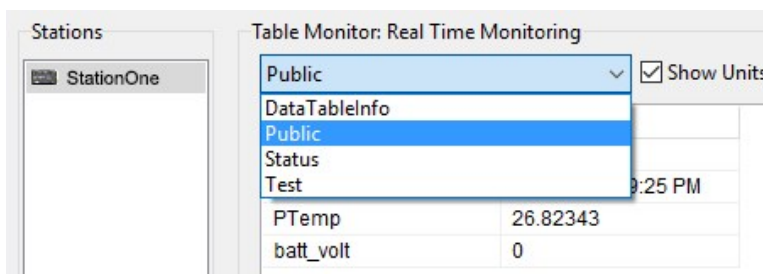 Stations
StationOne
Table Monitor: Real Time Monitoring
Public
Show Units
DataTableInfo
Public
Status
Test
9:25 PM
PTemp 26.82343
batt_volt 0